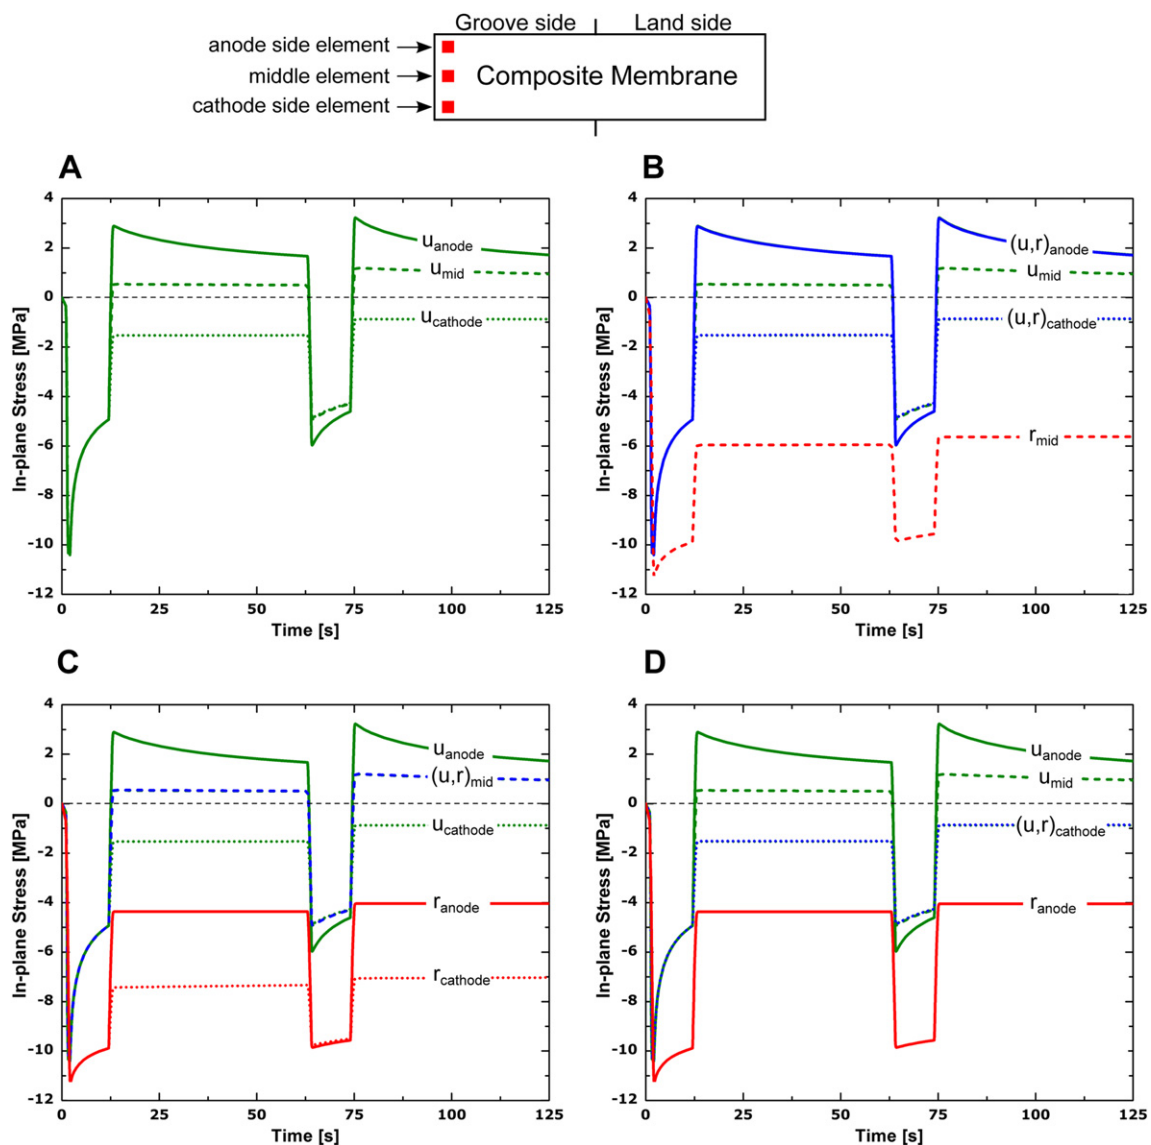 Groove side Land side
anode side element
middle element
cathode side element
Composite Membrane
A
4
2
0
-2
-4
-6
-8
-10
-12
In-plane Stress [MPa]
u_anode
u_mid
u_cathode
0 25 50 75 100 125
Time [s]
B
4
2
0
-2
-4
-6
-8
-10
-12
In-plane Stress [MPa]
(u,r)_anode
u_mid
(u,r)_cathode
r_mid
0 25 50 75 100 125
Time [s]
C
4
2
0
-2
-4
-6
-8
-10
-12
In-plane Stress [MPa]
u_anode
(u,r)_mid
u_cathode
r_anode
r_cathode
0 25 50 75 100 125
Time [s]
D
4
2
0
-2
-4
-6
-8
-10
-12
In-plane Stress [MPa]
u_anode
u_mid
(u,r)_cathode
r_anode
0 25 50 75 100 125
Time [s]